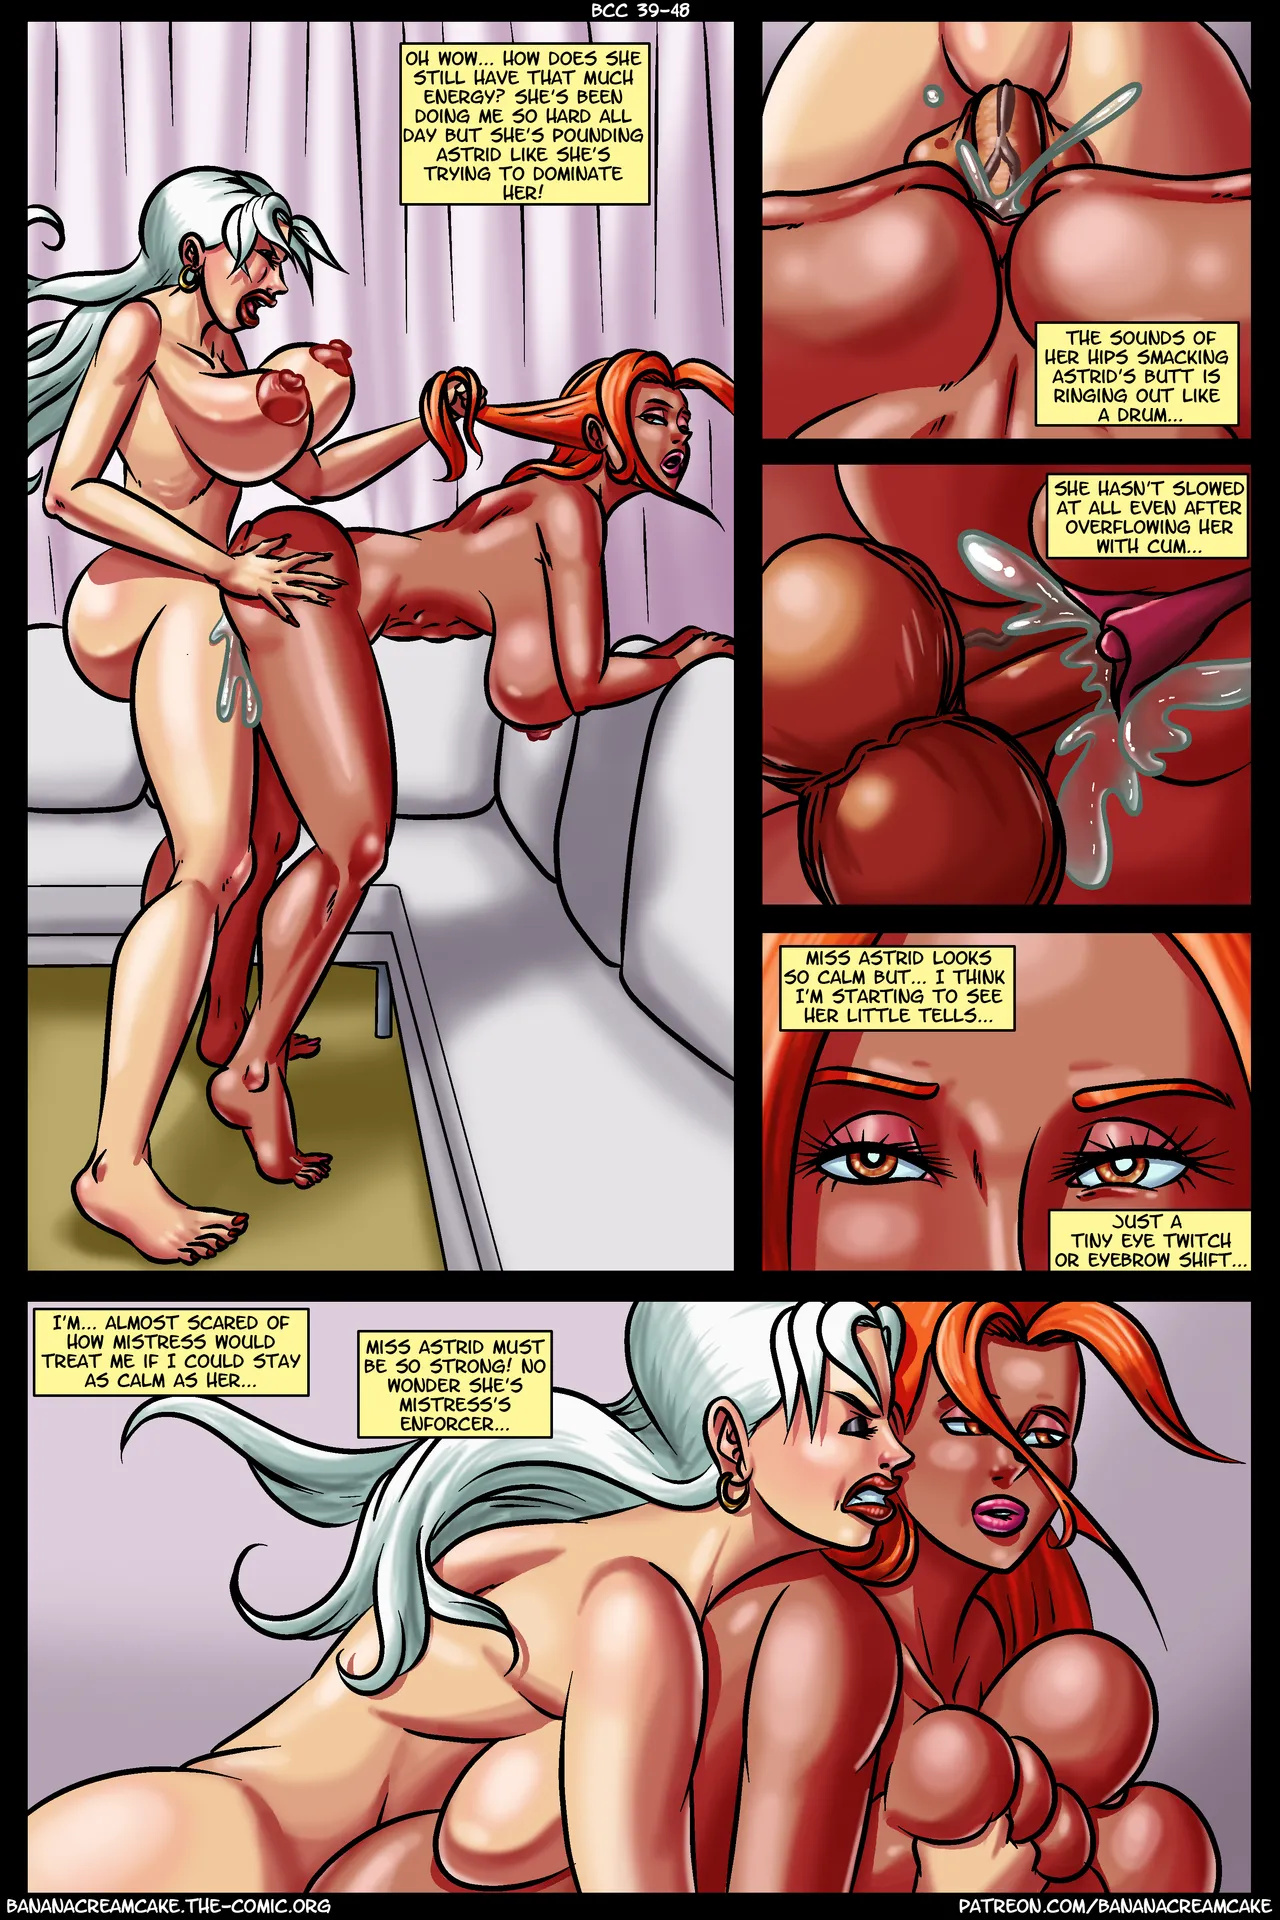 BCC 39-48
OH WOW... HOW DOES SHE
STILL HAVE THAT MUCH
ENERGY? SHE'S BEEN
DOING ME SO HARD ALL
DAY BUT SHE'S POUNDING
ASTRID LIKE SHE'S
TRYING TO DOMINATE
HER!
THE SOUNDS OF
HER HIPS SMACKING
ASTRID'S BUTT IS
RINGING OUT LIKE
A DRUM...
SHE HASN'T SLOWED
AT ALL EVEN AFTER
OVERFLOWING HER
WITH CUM...
MISS ASTRID LOOKS
SO CALM BUT... I THINK
I'M STARTING TO SEE
HER LITTLE TELLS...
JUST A
TINY EYE TWITCH
OR EYEBROW SHIFT...
I'M... ALMOST SCARED OF
HOW MISTRESS WOULD
TREAT ME IF I COULD STAY
AS CALM AS HER...
MISS ASTRID MUST
BE SO STRONG! NO
WONDER SHE'S
MISTRESS'S
ENFORCER...
BANANACREAMCAKE.THE-COMIC.ORG
PATREON.COM/BANANACREAMCAKE